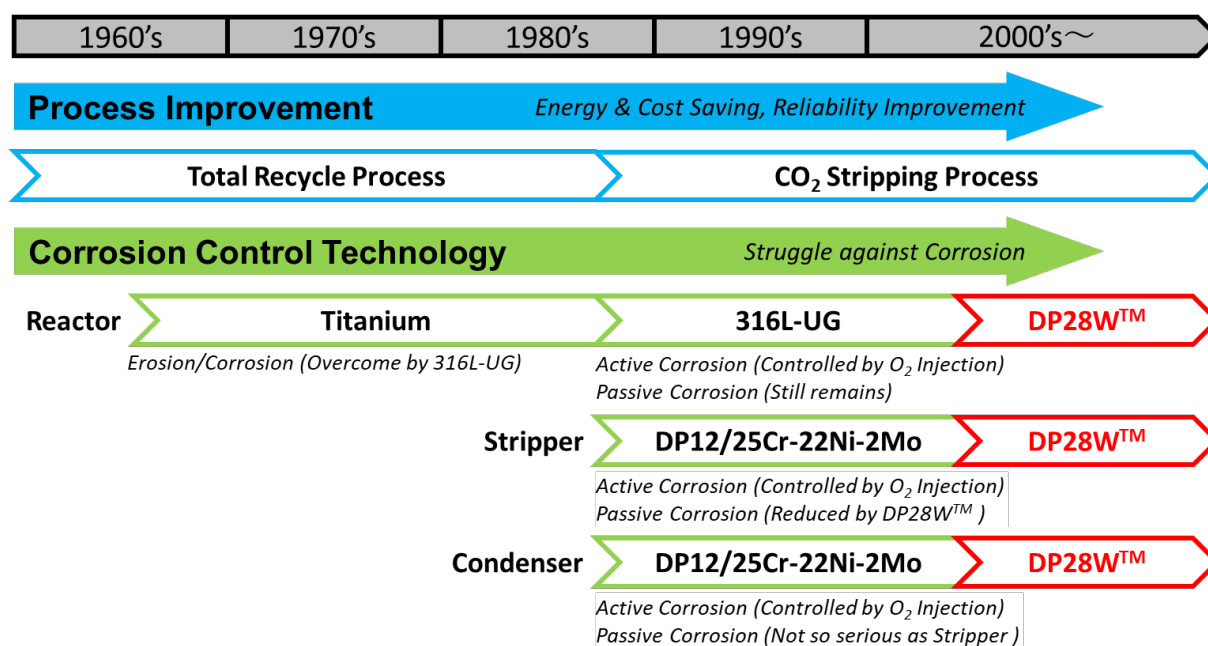 1960's 1970's 1980's 1990's 2000's～
Process Improvement Energy & Cost Saving, Reliability Improvement
Total Recycle Process CO₂ Stripping Process
Corrosion Control Technology Struggle against Corrosion
Reactor Titanium 316L-UG DP28W™
Erosion/Corrosion (Overcome by 316L-UG) Active Corrosion (Controlled by O₂ Injection)
Passive Corrosion (Still remains)
Stripper DP12/25Cr-22Ni-2Mo DP28W™
Active Corrosion (Controlled by O₂ Injection)
Passive Corrosion (Reduced by DP28W™ )
Condenser DP12/25Cr-22Ni-2Mo DP28W™
Active Corrosion (Controlled by O₂ Injection)
Passive Corrosion (Not so serious as Stripper )